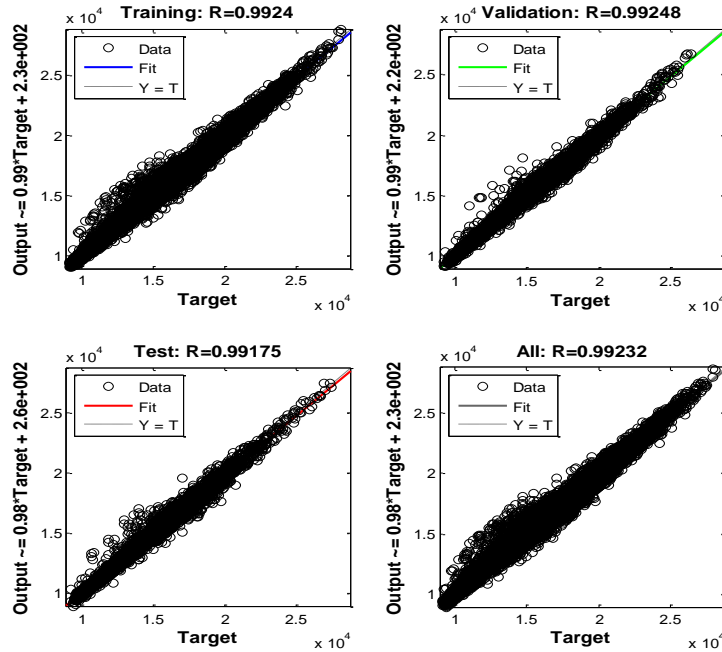 Training: R=0.9924
x 10^4
Data
Fit
Y = T
2.5
2
1.5
1
Output ~= 0.99*Target + 2.3e+002
1
1.5
2
2.5
Target
x 10^4
Validation: R=0.99248
x 10^4
Data
Fit
Y = T
2.5
2
1.5
1
Output ~= 0.99*Target + 2.2e+002
1
1.5
2
2.5
Target
x 10^4
Test: R=0.99175
x 10^4
Data
Fit
Y = T
2.5
2
1.5
1
Output ~= 0.98*Target + 2.6e+002
1
1.5
2
2.5
Target
x 10^4
All: R=0.99232
x 10^4
Data
Fit
Y = T
2.5
2
1.5
1
Output ~= 0.98*Target + 2.3e+002
1
1.5
2
2.5
Target
x 10^4